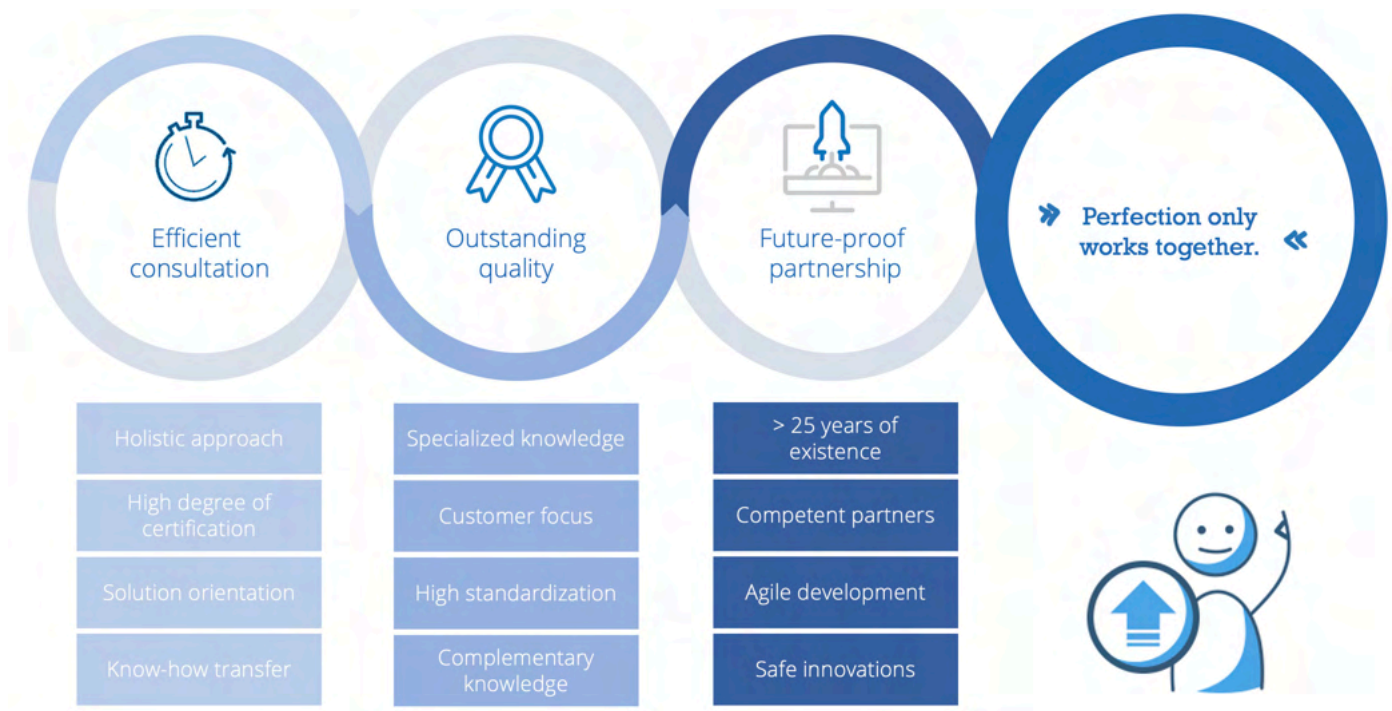 Efficient
consultation
Outstanding
quality
Future-proof
partnership
» Perfection only
works together. «
Holistic approach
High degree of
certification
Solution orientation
Know-how transfer
Specialized knowledge
Customer focus
High standardization
Complementary
knowledge
> 25 years of
existence
Competent partners
Agile development
Safe innovations